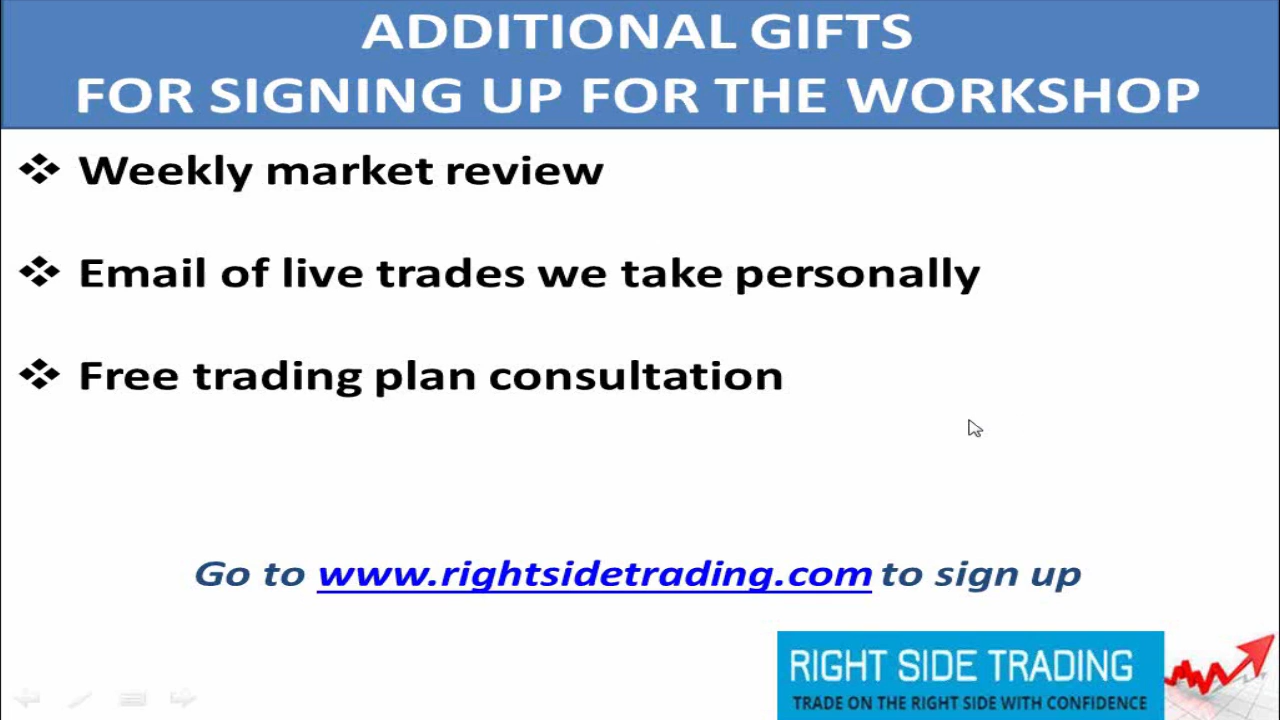 ADDITIONAL GIFTS
FOR SIGNING UP FOR THE WORKSHOP
❖ Weekly market review
❖ Email of live trades we take personally
❖ Free trading plan consultation
Go to www.rightsidetrading.com to sign up
RIGHT SIDE TRADING
TRADE ON THE RIGHT SIDE WITH CONFIDENCE